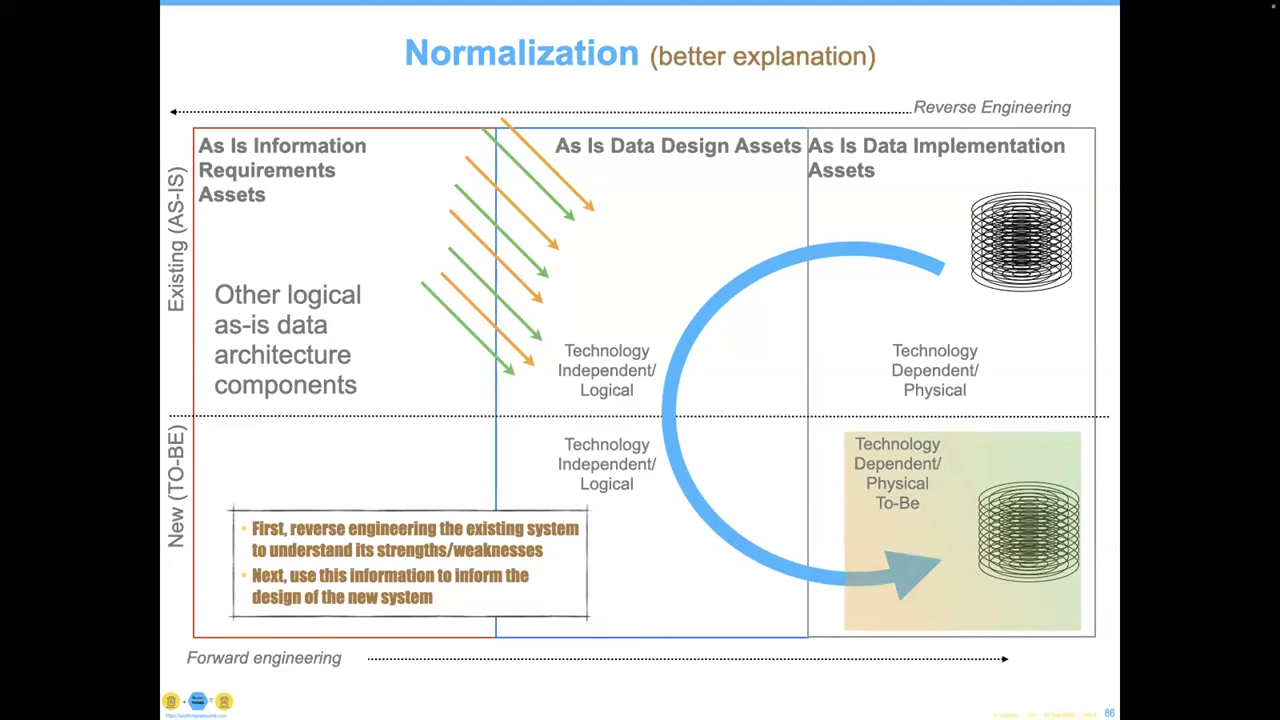 Normalization (better explanation)
Reverse Engineering
As Is Information
Requirements
Assets
As Is Data Design Assets
As Is Data Implementation
Assets
Existing (AS-IS)
Other logical
as-is data
architecture
components
Technology
Independent/
Logical
Technology
Dependent/
Physical
New (TO-BE)
Technology
Independent/
Logical
Technology
Dependent/
Physical
To-Be
• First, reverse engineering the existing system
to understand its strengths/weaknesses
• Next, use this information to inform the
design of the new system
Forward engineering
86